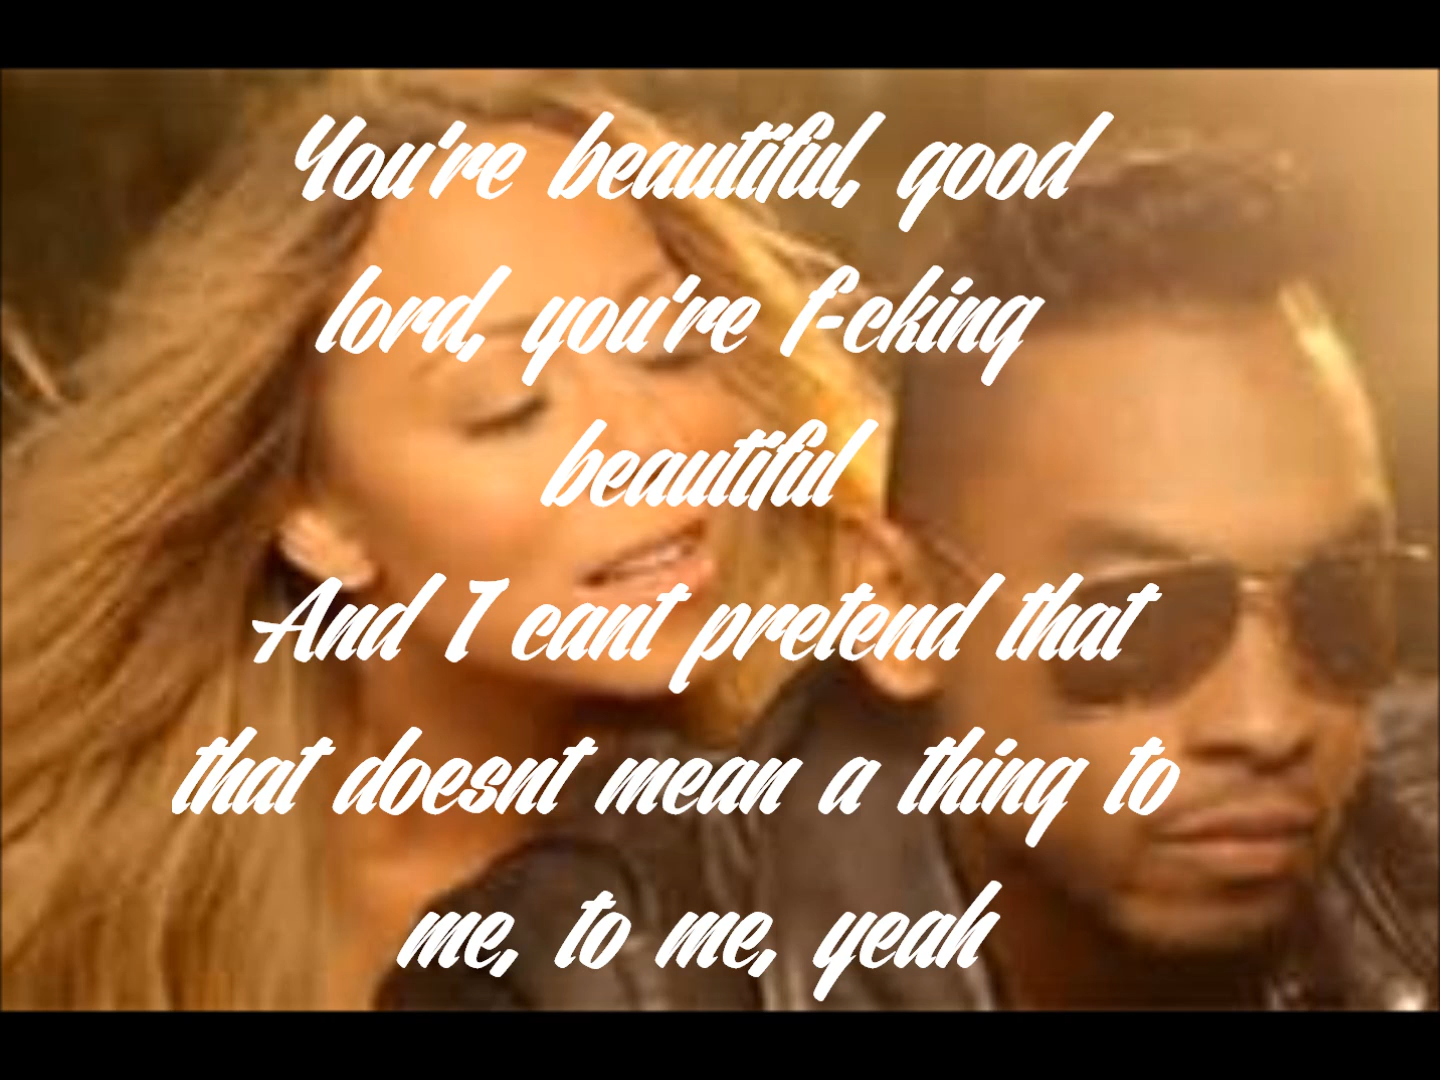 You're beautiful, good
lord, you're f-cking
beautiful
And I cant pretend that
that doesnt mean a thing to
me, to me, yeah